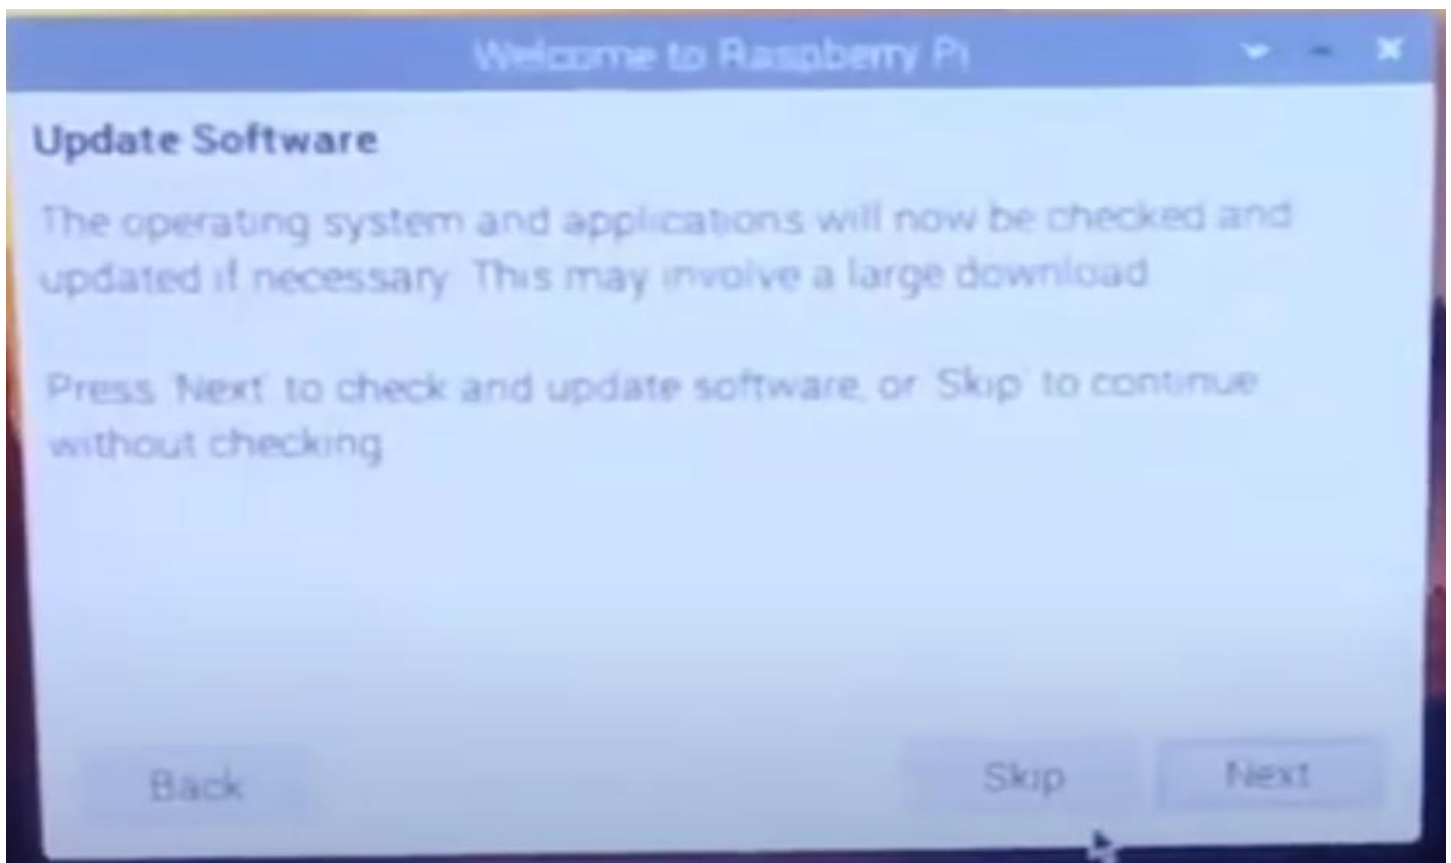 Welcome to Raspberry Pi
Update Software
The operating system and applications will now be checked and
updated if necessary. This may involve a large download.
Press 'Next' to check and update software, or 'Skip' to continue
without checking.
Back
Skip
Next